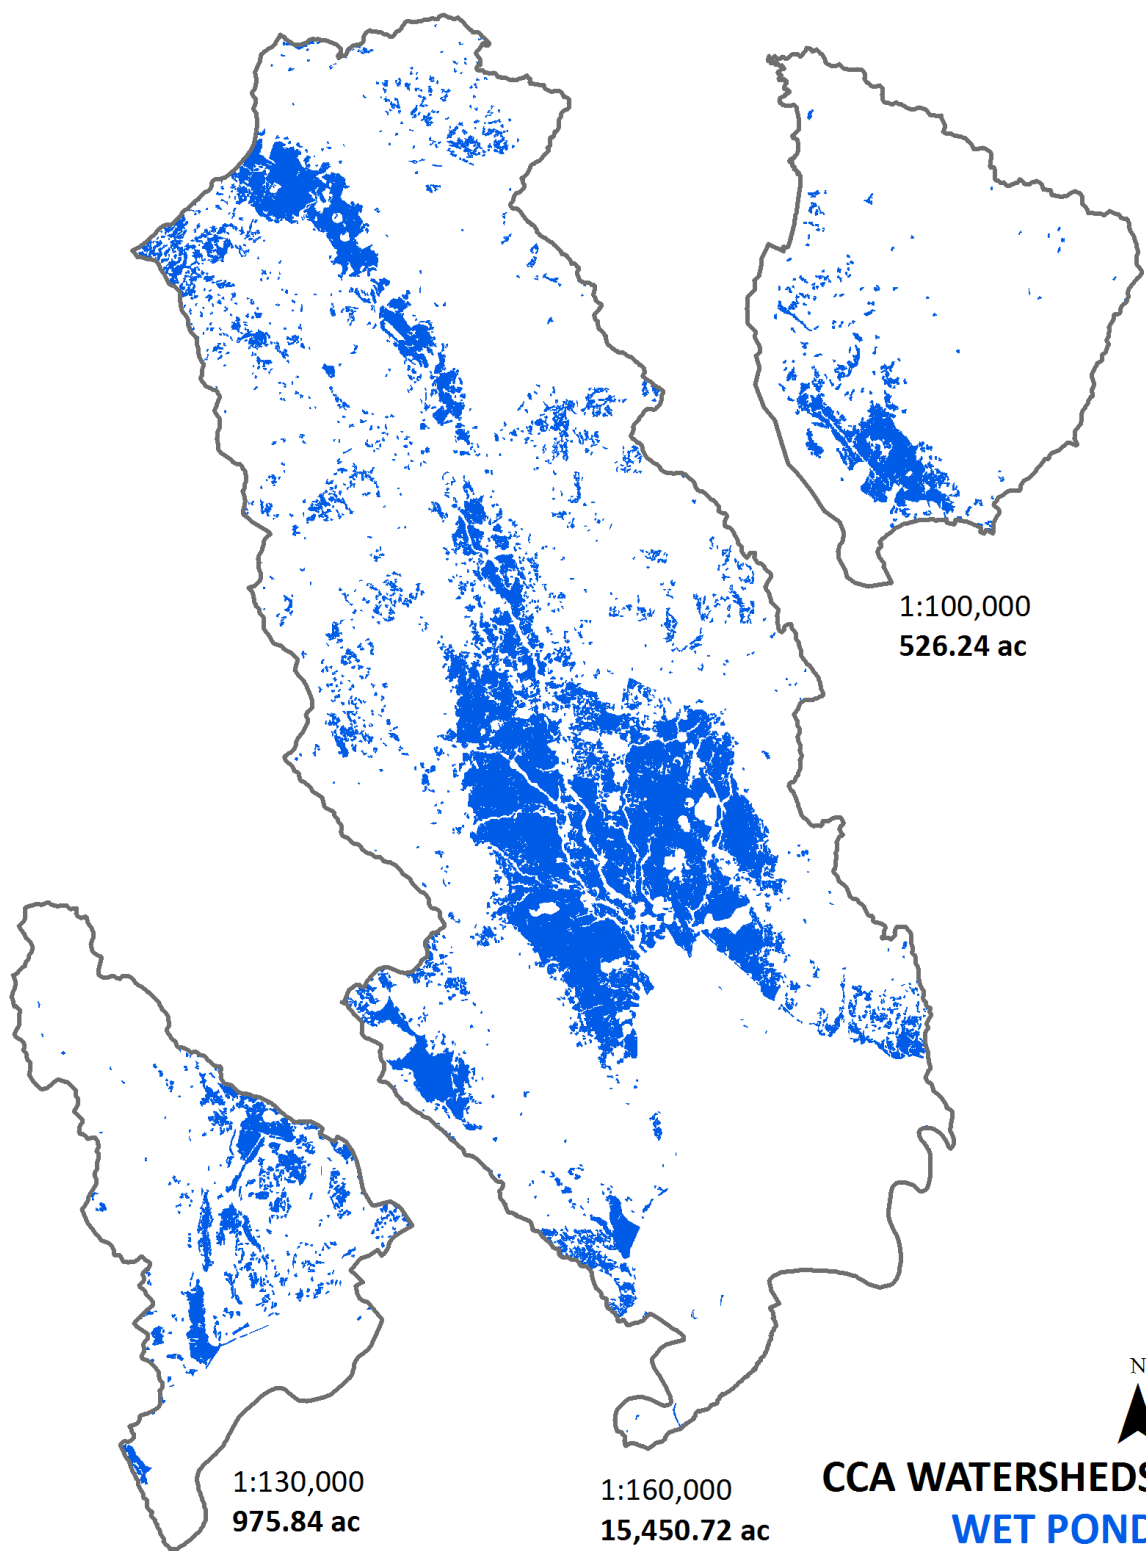 1:100,000
526.24 ac
N
1:130,000
975.84 ac
1:160,000
15,450.72 ac
CCA WATERSHEDS
WET POND